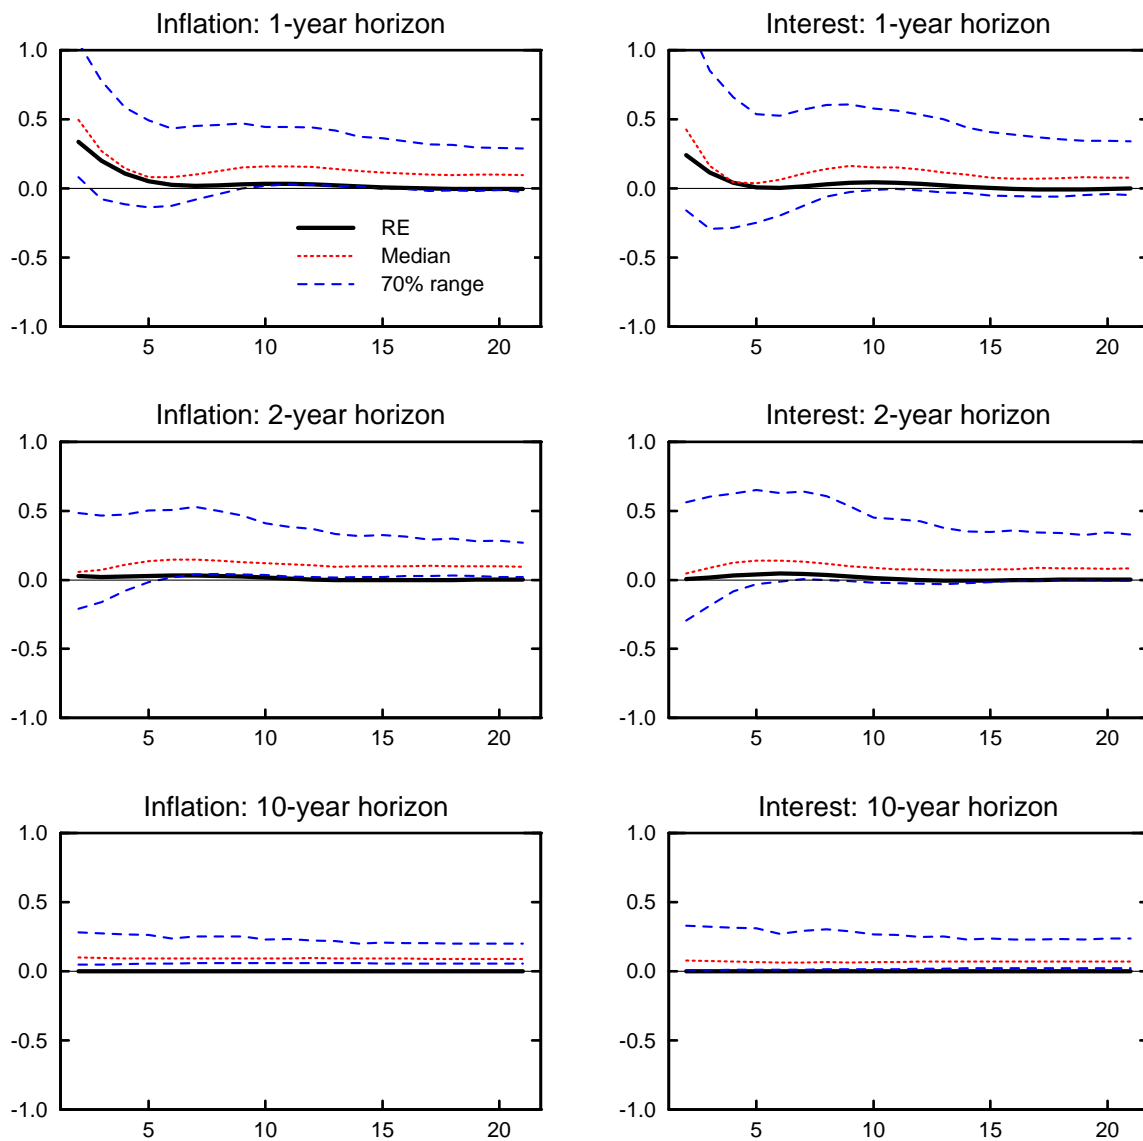 Inflation: 1-year horizon
1.0
0.5
0.0
-0.5
-1.0
5 10 15 20
RE
Median
70% range
Interest: 1-year horizon
1.0
0.5
0.0
-0.5
-1.0
5 10 15 20
Inflation: 2-year horizon
1.0
0.5
0.0
-0.5
-1.0
5 10 15 20
Interest: 2-year horizon
1.0
0.5
0.0
-0.5
-1.0
5 10 15 20
Inflation: 10-year horizon
1.0
0.5
0.0
-0.5
-1.0
5 10 15 20
Interest: 10-year horizon
1.0
0.5
0.0
-0.5
-1.0
5 10 15 20